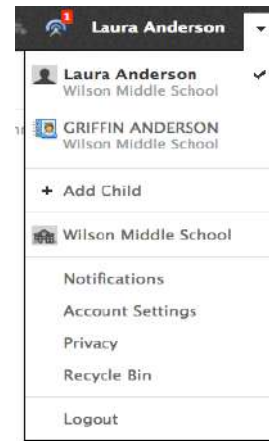 1
Laura Anderson
Laura Anderson
Wilson Middle School
GRIFFIN ANDERSON
Wilson Middle School
+ Add Child
Wilson Middle School
Notifications
Account Settings
Privacy
Recycle Bin
Logout